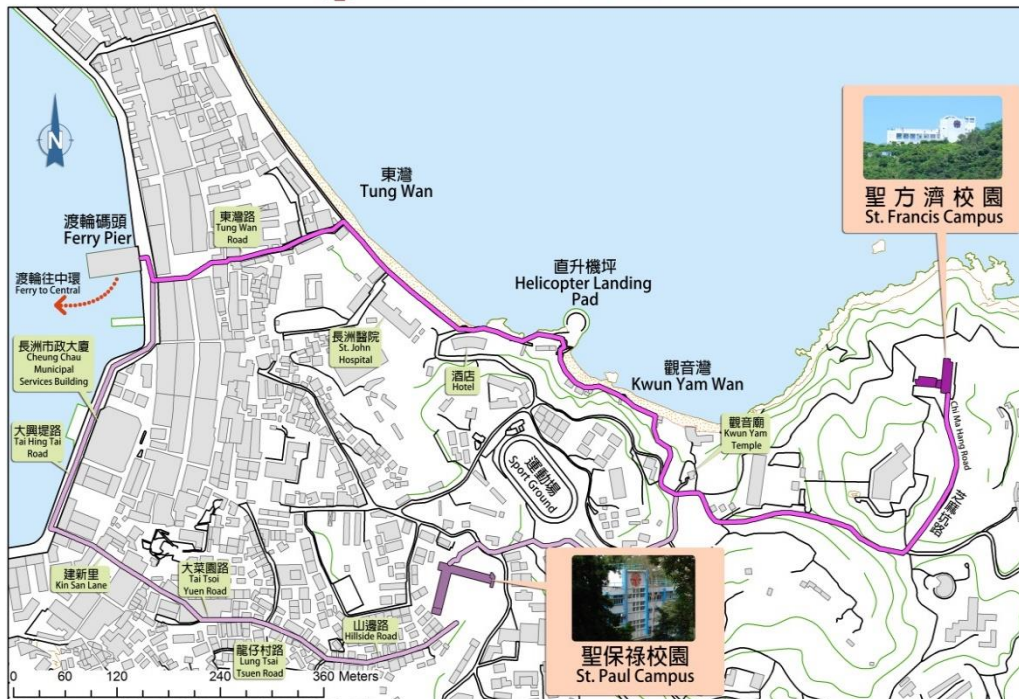 N
東灣
Tung Wan
聖方濟校園
St. Francis Campus
渡輪碼頭
Ferry Pier
東灣路
Tung Wan
Road
渡輪往中環
Ferry to Central
直升機坪
Helicopter Landing
Pad
長洲市政大廈
Cheung Chau
Municipal
Services Building
長洲醫院
St. John
Hospital
酒店
Hotel
觀音灣
Kwun Yam Wan
觀音廟
Kwun Yam
Temple
Chi Ma Hang Road
芝麻坑路
大興堤路
Tai Hing Tai
Road
運動場
Sport Ground
建新里
Kin San Lane
大菜園路
Tai Tsoi
Yuen Road
山邊路
Hillside Road
龍仔村路
Lung Tsai
Tsuen Road
聖保祿校園
St. Paul Campus
0 60 120 240 360 Meters